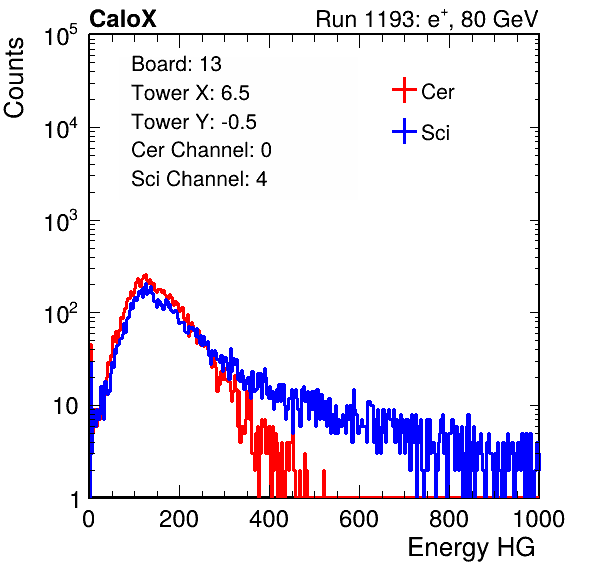 CaloX Run 1193: e⁺, 80 GeV
Counts
Board: 13
Tower X: 6.5
Tower Y: -0.5
Cer Channel: 0
Sci Channel: 4
Cer
Sci
10⁵
10⁴
10³
10²
10
1
0 200 400 600 800 1000
Energy HG